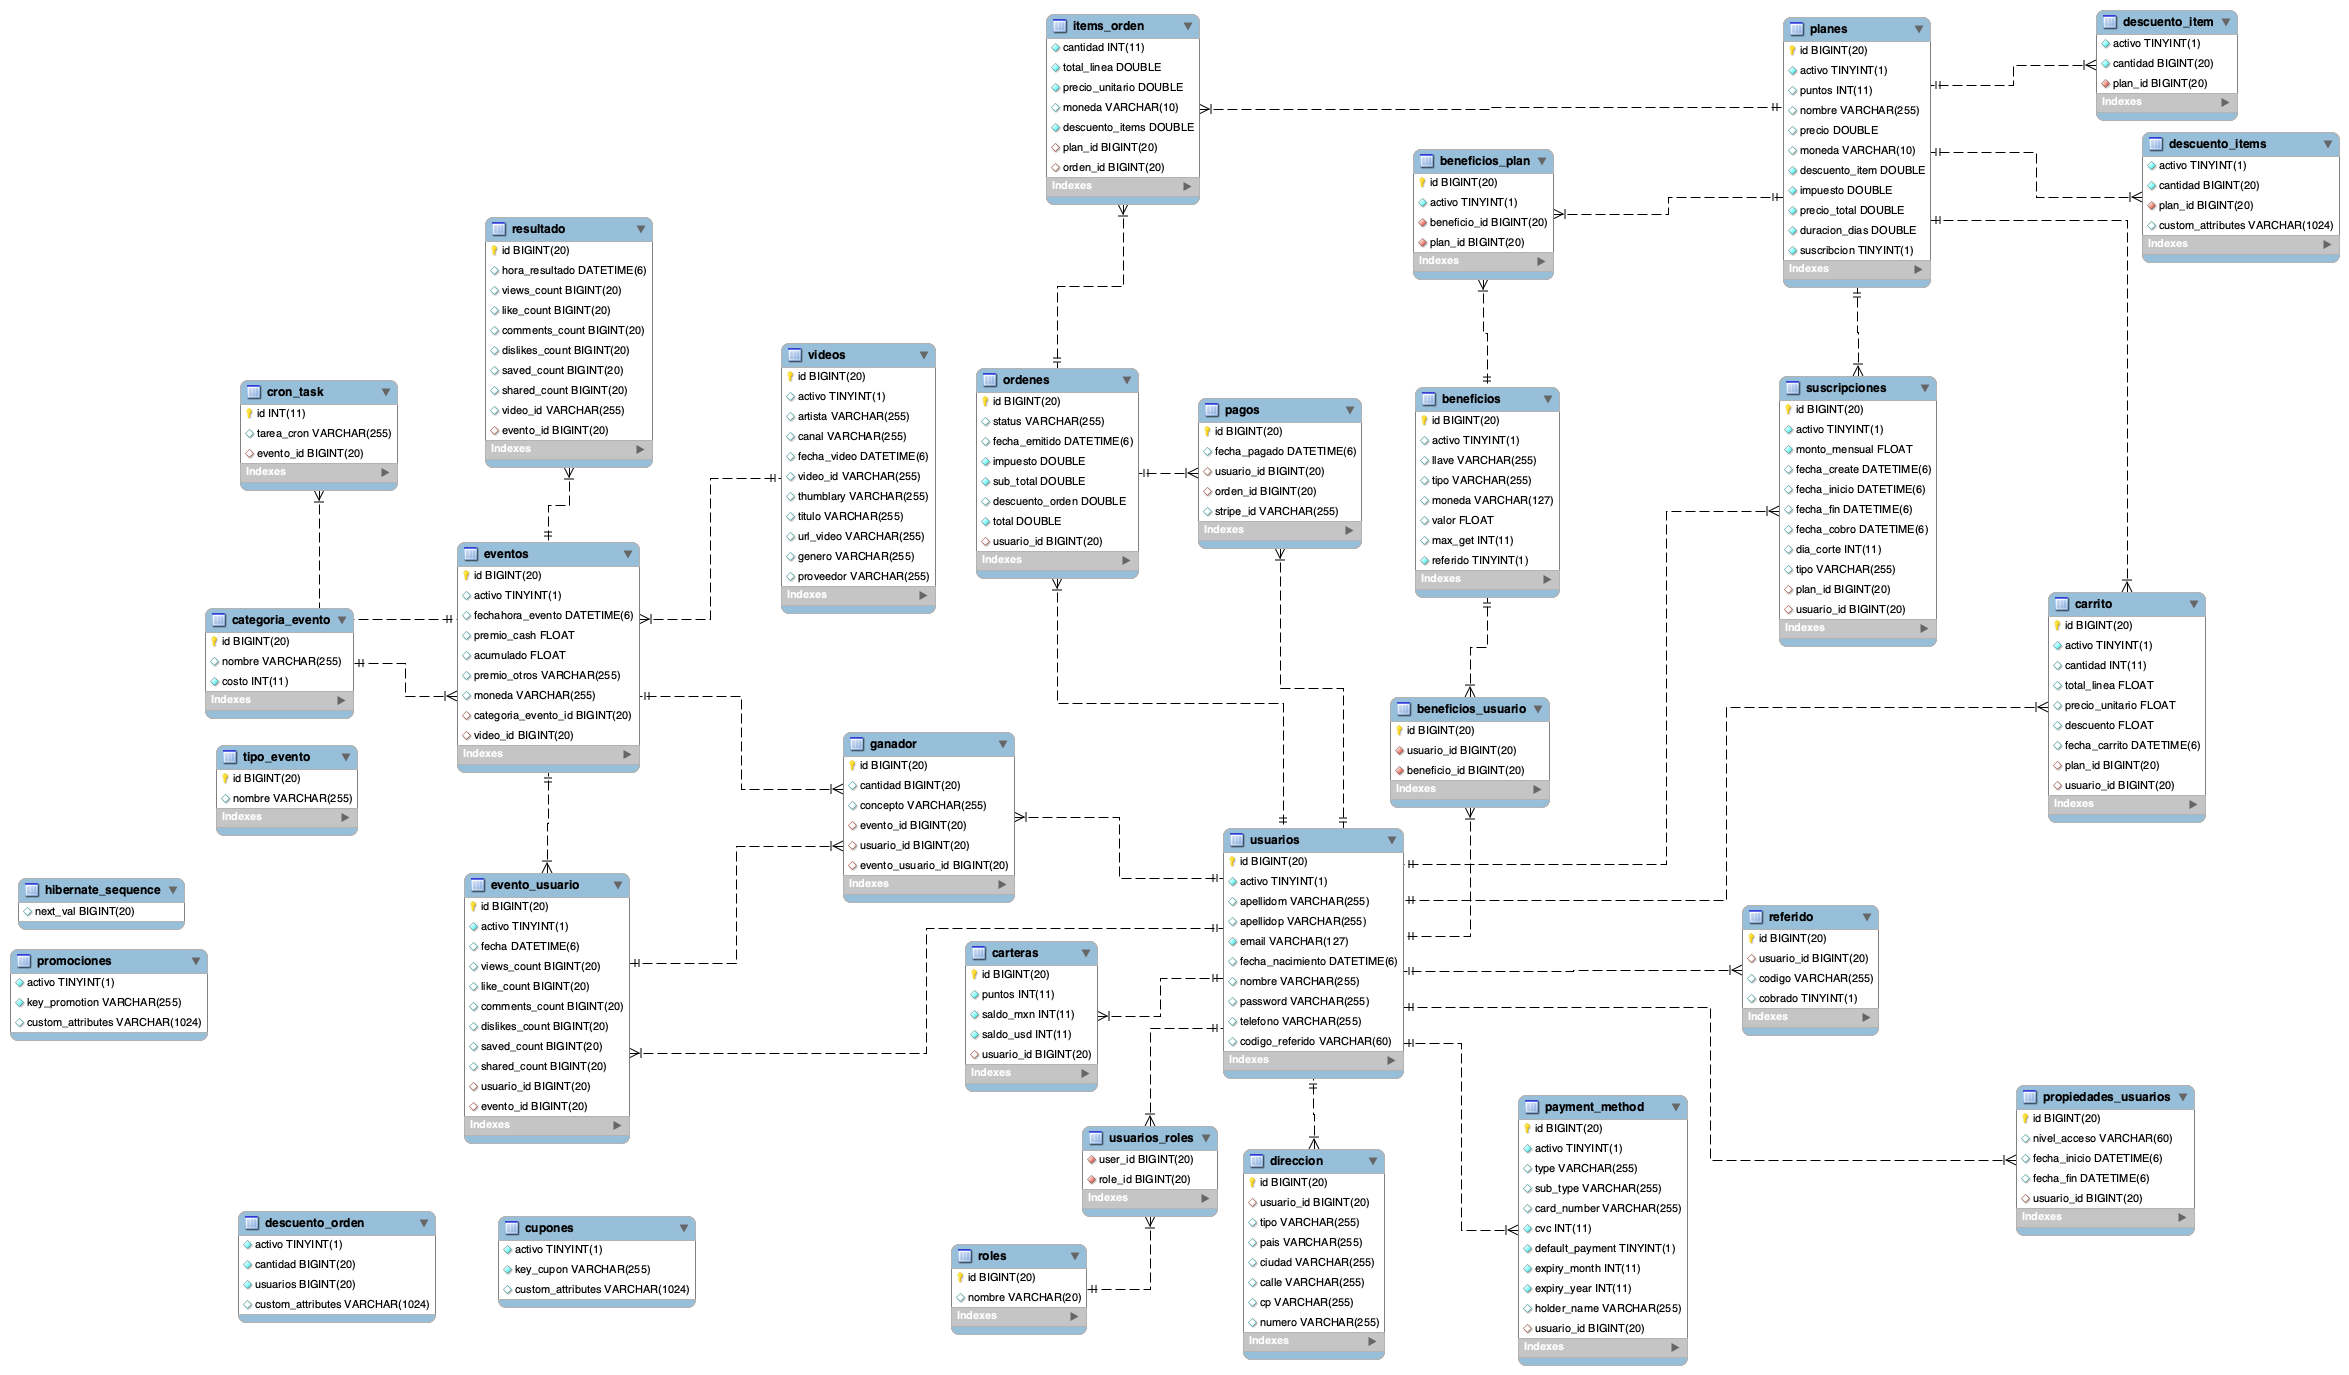 items_orden
cantidad INT(11)
total_linea DOUBLE
precio_unitario DOUBLE
moneda VARCHAR(10)
descuento_items DOUBLE
plan_id BIGINT(20)
orden_id BIGINT(20)
Indexes
planes
id BIGINT(20)
activo TINYINT(1)
puntos INT(11)
nombre VARCHAR(255)
precio DOUBLE
moneda VARCHAR(10)
descuento_item DOUBLE
impuesto DOUBLE
precio_total DOUBLE
duracion_dias DOUBLE
suscribcion TINYINT(1)
Indexes
descuento_item
activo TINYINT(1)
cantidad BIGINT(20)
plan_id BIGINT(20)
Indexes
descuento_items
activo TINYINT(1)
cantidad BIGINT(20)
plan_id BIGINT(20)
custom_attributes VARCHAR(1024)
Indexes
beneficios_plan
id BIGINT(20)
activo TINYINT(1)
beneficio_id BIGINT(20)
plan_id BIGINT(20)
Indexes
resultado
id BIGINT(20)
hora_resultado DATETIME(6)
views_count BIGINT(20)
like_count BIGINT(20)
comments_count BIGINT(20)
dislikes_count BIGINT(20)
saved_count BIGINT(20)
shared_count BIGINT(20)
video_id VARCHAR(255)
evento_id BIGINT(20)
Indexes
videos
id BIGINT(20)
activo TINYINT(1)
artista VARCHAR(255)
canal VARCHAR(255)
fecha_video DATETIME(6)
video_id VARCHAR(255)
thumblary VARCHAR(255)
titulo VARCHAR(255)
url_video VARCHAR(255)
genero VARCHAR(255)
proveedor VARCHAR(255)
Indexes
ordenes
id BIGINT(20)
status VARCHAR(255)
fecha_emitido DATETIME(6)
impuesto DOUBLE
sub_total DOUBLE
descuento_orden DOUBLE
total DOUBLE
usuario_id BIGINT(20)
Indexes
pagos
id BIGINT(20)
fecha_pagado DATETIME(6)
usuario_id BIGINT(20)
orden_id BIGINT(20)
stripe_id VARCHAR(255)
Indexes
beneficios
id BIGINT(20)
activo TINYINT(1)
llave VARCHAR(255)
tipo VARCHAR(255)
moneda VARCHAR(127)
valor FLOAT
max_get INT(11)
referido TINYINT(1)
Indexes
suscripciones
id BIGINT(20)
activo TINYINT(1)
monto_mensual FLOAT
fecha_create DATETIME(6)
fecha_inicio DATETIME(6)
fecha_fin DATETIME(6)
fecha_cobro DATETIME(6)
dia_corte INT(11)
tipo VARCHAR(255)
plan_id BIGINT(20)
usuario_id BIGINT(20)
Indexes
cron_task
id INT(11)
tarea_cron VARCHAR(255)
evento_id BIGINT(20)
Indexes
eventos
id BIGINT(20)
activo TINYINT(1)
fechahora_evento DATETIME(6)
premio_cash FLOAT
acumulado FLOAT
premio_otros VARCHAR(255)
moneda VARCHAR(255)
categoria_evento_id BIGINT(20)
video_id BIGINT(20)
Indexes
categoria_evento
id BIGINT(20)
nombre VARCHAR(255)
costo INT(11)
Indexes
carrito
id BIGINT(20)
activo TINYINT(1)
cantidad INT(11)
total_linea FLOAT
precio_unitario FLOAT
descuento FLOAT
fecha_carrito DATETIME(6)
plan_id BIGINT(20)
usuario_id BIGINT(20)
Indexes
beneficios_usuario
id BIGINT(20)
usuario_id BIGINT(20)
beneficio_id BIGINT(20)
Indexes
tipo_evento
id BIGINT(20)
nombre VARCHAR(255)
Indexes
ganador
id BIGINT(20)
cantidad BIGINT(20)
concepto VARCHAR(255)
evento_id BIGINT(20)
usuario_id BIGINT(20)
evento_usuario_id BIGINT(20)
Indexes
usuarios
id BIGINT(20)
activo TINYINT(1)
apellidom VARCHAR(255)
apellidop VARCHAR(255)
email VARCHAR(127)
fecha_nacimiento DATETIME(6)
nombre VARCHAR(255)
password VARCHAR(255)
telefono VARCHAR(255)
codigo_referido VARCHAR(60)
Indexes
hibernate_sequence
next_val BIGINT(20)
evento_usuario
id BIGINT(20)
activo TINYINT(1)
fecha DATETIME(6)
views_count BIGINT(20)
like_count BIGINT(20)
comments_count BIGINT(20)
dislikes_count BIGINT(20)
saved_count BIGINT(20)
shared_count BIGINT(20)
usuario_id BIGINT(20)
evento_id BIGINT(20)
Indexes
promociones
activo TINYINT(1)
key_promotion VARCHAR(255)
custom_attributes VARCHAR(1024)
carteras
id BIGINT(20)
puntos INT(11)
saldo_mxn INT(11)
saldo_usd INT(11)
usuario_id BIGINT(20)
Indexes
referido
id BIGINT(20)
usuario_id BIGINT(20)
codigo VARCHAR(255)
cobrado TINYINT(1)
Indexes
usuarios_roles
user_id BIGINT(20)
role_id BIGINT(20)
Indexes
direccion
id BIGINT(20)
usuario_id BIGINT(20)
tipo VARCHAR(255)
pais VARCHAR(255)
ciudad VARCHAR(255)
calle VARCHAR(255)
cp VARCHAR(255)
numero VARCHAR(255)
Indexes
payment_method
id BIGINT(20)
activo TINYINT(1)
type VARCHAR(255)
sub_type VARCHAR(255)
card_number VARCHAR(255)
cvc INT(11)
default_payment TINYINT(1)
expiry_month INT(11)
expiry_year INT(11)
holder_name VARCHAR(255)
usuario_id BIGINT(20)
Indexes
propiedades_usuarios
id BIGINT(20)
nivel_acceso VARCHAR(60)
fecha_inicio DATETIME(6)
fecha_fin DATETIME(6)
usuario_id BIGINT(20)
Indexes
descuento_orden
activo TINYINT(1)
cantidad BIGINT(20)
usuarios BIGINT(20)
custom_attributes VARCHAR(1024)
cupones
activo TINYINT(1)
key_cupon VARCHAR(255)
custom_attributes VARCHAR(1024)
roles
id BIGINT(20)
nombre VARCHAR(20)
Indexes